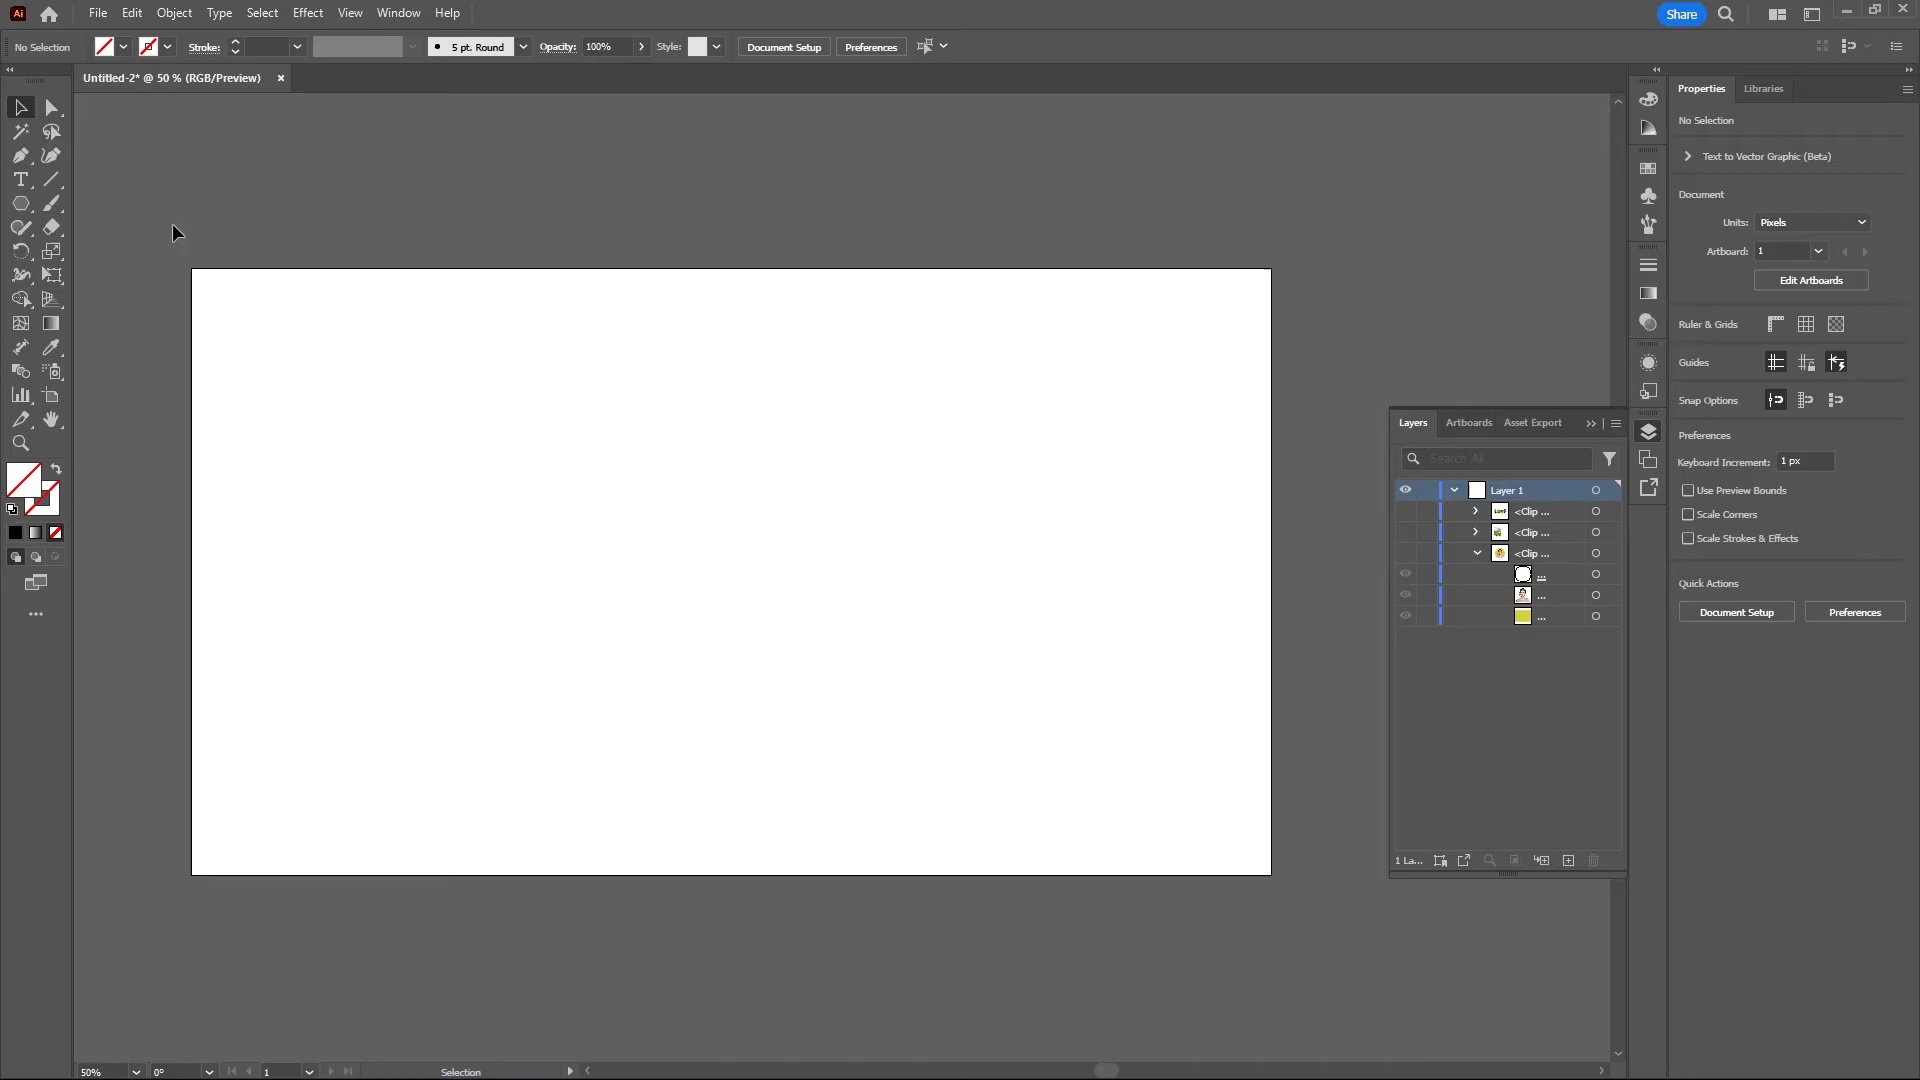 Ai File Edit Object Type Select Effect View Window Help Share
No Selection Stroke: 5 pt. Round Opacity: 100% Style: Document Setup Preferences
Untitled-2* @ 50 % (RGB/Preview) ×
Properties Libraries
No Selection
Text to Vector Graphic (Beta)
Document
Units: Pixels
Artboard: 1
Edit Artboards
Ruler & Grids
Guides
Snap Options
Preferences
Keyboard Increment: 1 px
Use Preview Bounds
Scale Corners
Scale Strokes & Effects
Quick Actions
Document Setup Preferences
Layers Artboards Asset Export
Search All
Layer 1
<Clip ...
<Clip ...
<Clip ...
...
...
...
1 La...
50% 0° 1 Selection